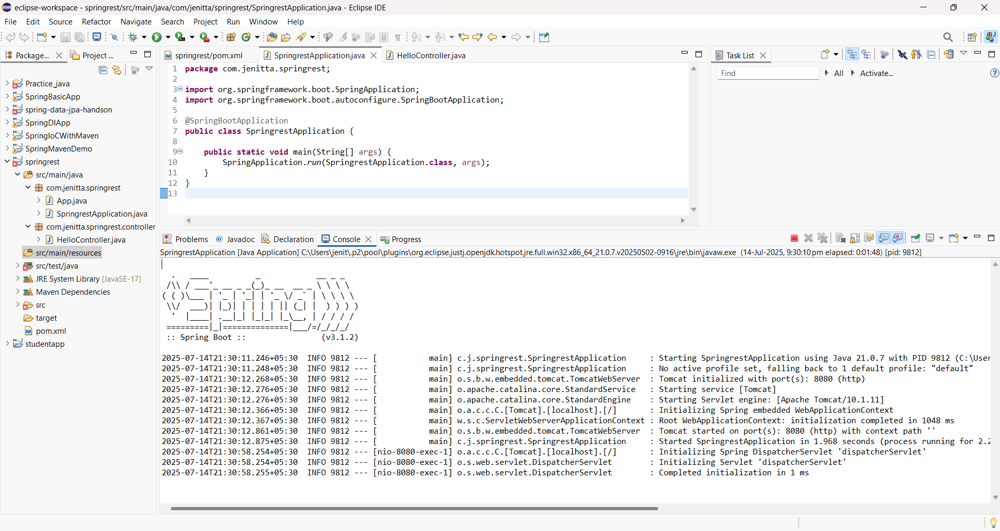 eclipse-workspace - springrest/src/main/java/com/jenitta/springrest/SpringrestApplication.java - Eclipse IDE
File Edit Source Refactor Navigate Search Project Run Window Help
Package... Project ...
Practice_java
SpringBasicApp
spring-data-jpa-handson
SpringDIApp
SpringIoCWithMaven
SpringMavenDemo
springrest
src/main/java
com.jenitta.springrest
App.java
SpringrestApplication.java
com.jenitta.springrest.controller
HelloController.java
src/main/resources
src/test/java
JRE System Library [JavaSE-17]
Maven Dependencies
src
target
pom.xml
studentapp
springrest/pom.xml SpringrestApplication.java HelloController.java
1 package com.jenitta.springrest;
2
3 import org.springframework.boot.SpringApplication;
4 import org.springframework.boot.autoconfigure.SpringBootApplication;
5
6 @SpringBootApplication
7 public class SpringrestApplication {
8
9 public static void main(String[] args) {
10 SpringApplication.run(SpringrestApplication.class, args);
11 }
12 }
13
Task List
Find All Activate...
Problems Javadoc Declaration Console Progress
SpringrestApplication [Java Application] C:\Users\jenit\.p2\pool\plugins\org.eclipse.justj.openjdk.hotspot.jre.full.win32.x86_64_21.0.7.v20250502-0916\jre\bin\javaw.exe (14-Jul-2025, 9:30:10 pm elapsed: 0:01:48) [pid: 9812]
Spring
:: Spring Boot :: (v3.1.2)
2025-07-14T21:30:11.246+05:30 INFO 9812 --- [ main] c.j.springrest.SpringrestApplication : Starting SpringrestApplication using Java 21.0.7 with PID 9812 (C:\User
2025-07-14T21:30:11.248+05:30 INFO 9812 --- [ main] c.j.springrest.SpringrestApplication : No active profile set, falling back to 1 default profile: "default"
2025-07-14T21:30:12.268+05:30 INFO 9812 --- [ main] o.s.b.w.embedded.tomcat.TomcatWebServer : Tomcat initialized with port(s): 8080 (http)
2025-07-14T21:30:12.276+05:30 INFO 9812 --- [ main] o.apache.catalina.core.StandardService : Starting service [Tomcat]
2025-07-14T21:30:12.276+05:30 INFO 9812 --- [ main] o.apache.catalina.core.StandardEngine : Starting Servlet engine: [Apache Tomcat/10.1.11]
2025-07-14T21:30:12.366+05:30 INFO 9812 --- [ main] o.a.c.c.C.[Tomcat].[localhost].[/] : Initializing Spring embedded WebApplicationContext
2025-07-14T21:30:12.367+05:30 INFO 9812 --- [ main] w.s.c.ServletWebServerApplicationContext : Root WebApplicationContext: initialization completed in 1048 ms
2025-07-14T21:30:12.861+05:30 INFO 9812 --- [ main] o.s.b.w.embedded.tomcat.TomcatWebServer : Tomcat started on port(s): 8080 (http) with context path ''
2025-07-14T21:30:12.875+05:30 INFO 9812 --- [ main] c.j.springrest.SpringrestApplication : Started SpringrestApplication in 1.968 seconds (process running for 2.2
2025-07-14T21:30:58.254+05:30 INFO 9812 --- [nio-8080-exec-1] o.a.c.c.C.[Tomcat].[localhost].[/] : Initializing Spring DispatcherServlet 'dispatcherServlet'
2025-07-14T21:30:58.254+05:30 INFO 9812 --- [nio-8080-exec-1] o.s.web.servlet.DispatcherServlet : Initializing Servlet 'dispatcherServlet'
2025-07-14T21:30:58.255+05:30 INFO 9812 --- [nio-8080-exec-1] o.s.web.servlet.DispatcherServlet : Completed initialization in 1 ms